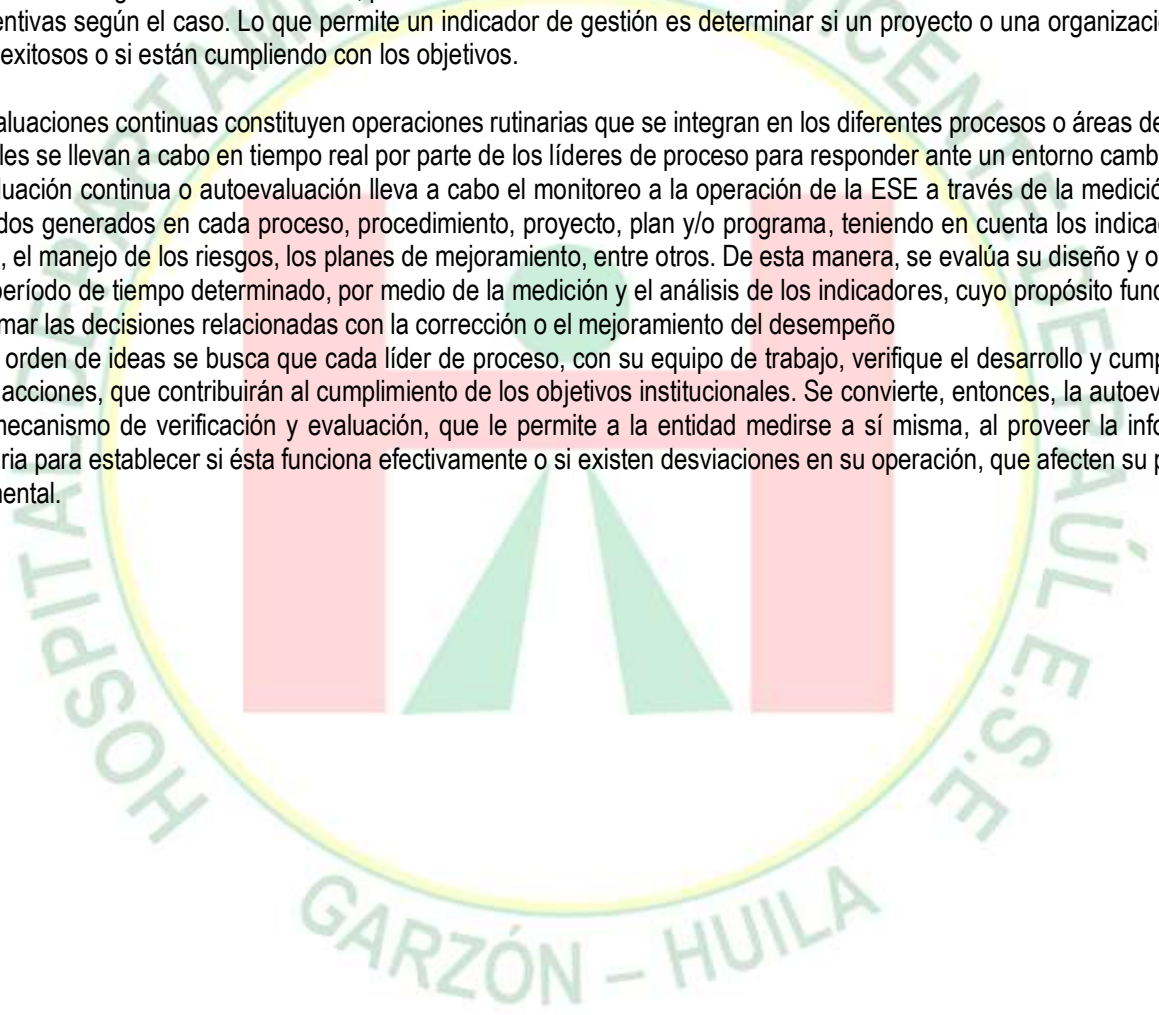 entivas según el caso. Lo que permite un indicador de gestión es determinar si un proyecto o una organizaci
exitosos o si están cumpliendo con los objetivos.
aluaciones continuas constituyen operaciones rutinarias que se integran en los diferentes procesos o áreas de
les se llevan a cabo en tiempo real por parte de los líderes de proceso para responder ante un entorno camb
luación continua o autoevaluación lleva a cabo el monitoreo a la operación de la ESE a través de la medició
dos generados en cada proceso, procedimiento, proyecto, plan y/o programa, teniendo en cuenta los indica
, el manejo de los riesgos, los planes de mejoramiento, entre otros. De esta manera, se evalúa su diseño y o
período de tiempo determinado, por medio de la medición y el análisis de los indicadores, cuyo propósito func
mar las decisiones relacionadas con la corrección o el mejoramiento del desempeño
orden de ideas se busca que cada líder de proceso, con su equipo de trabajo, verifique el desarrollo y cump
acciones, que contribuirán al cumplimiento de los objetivos institucionales. Se convierte, entonces, la autoev
mecanismo de verificación y evaluación, que le permite a la entidad medirse a sí misma, al proveer la info
ria para establecer si ésta funciona efectivamente o si existen desviaciones en su operación, que afecten su p
nental.
HOSPITAL DEPARTAMENTAL VICENTE DE PAÚL E.S.E
GARZÓN – HUILA